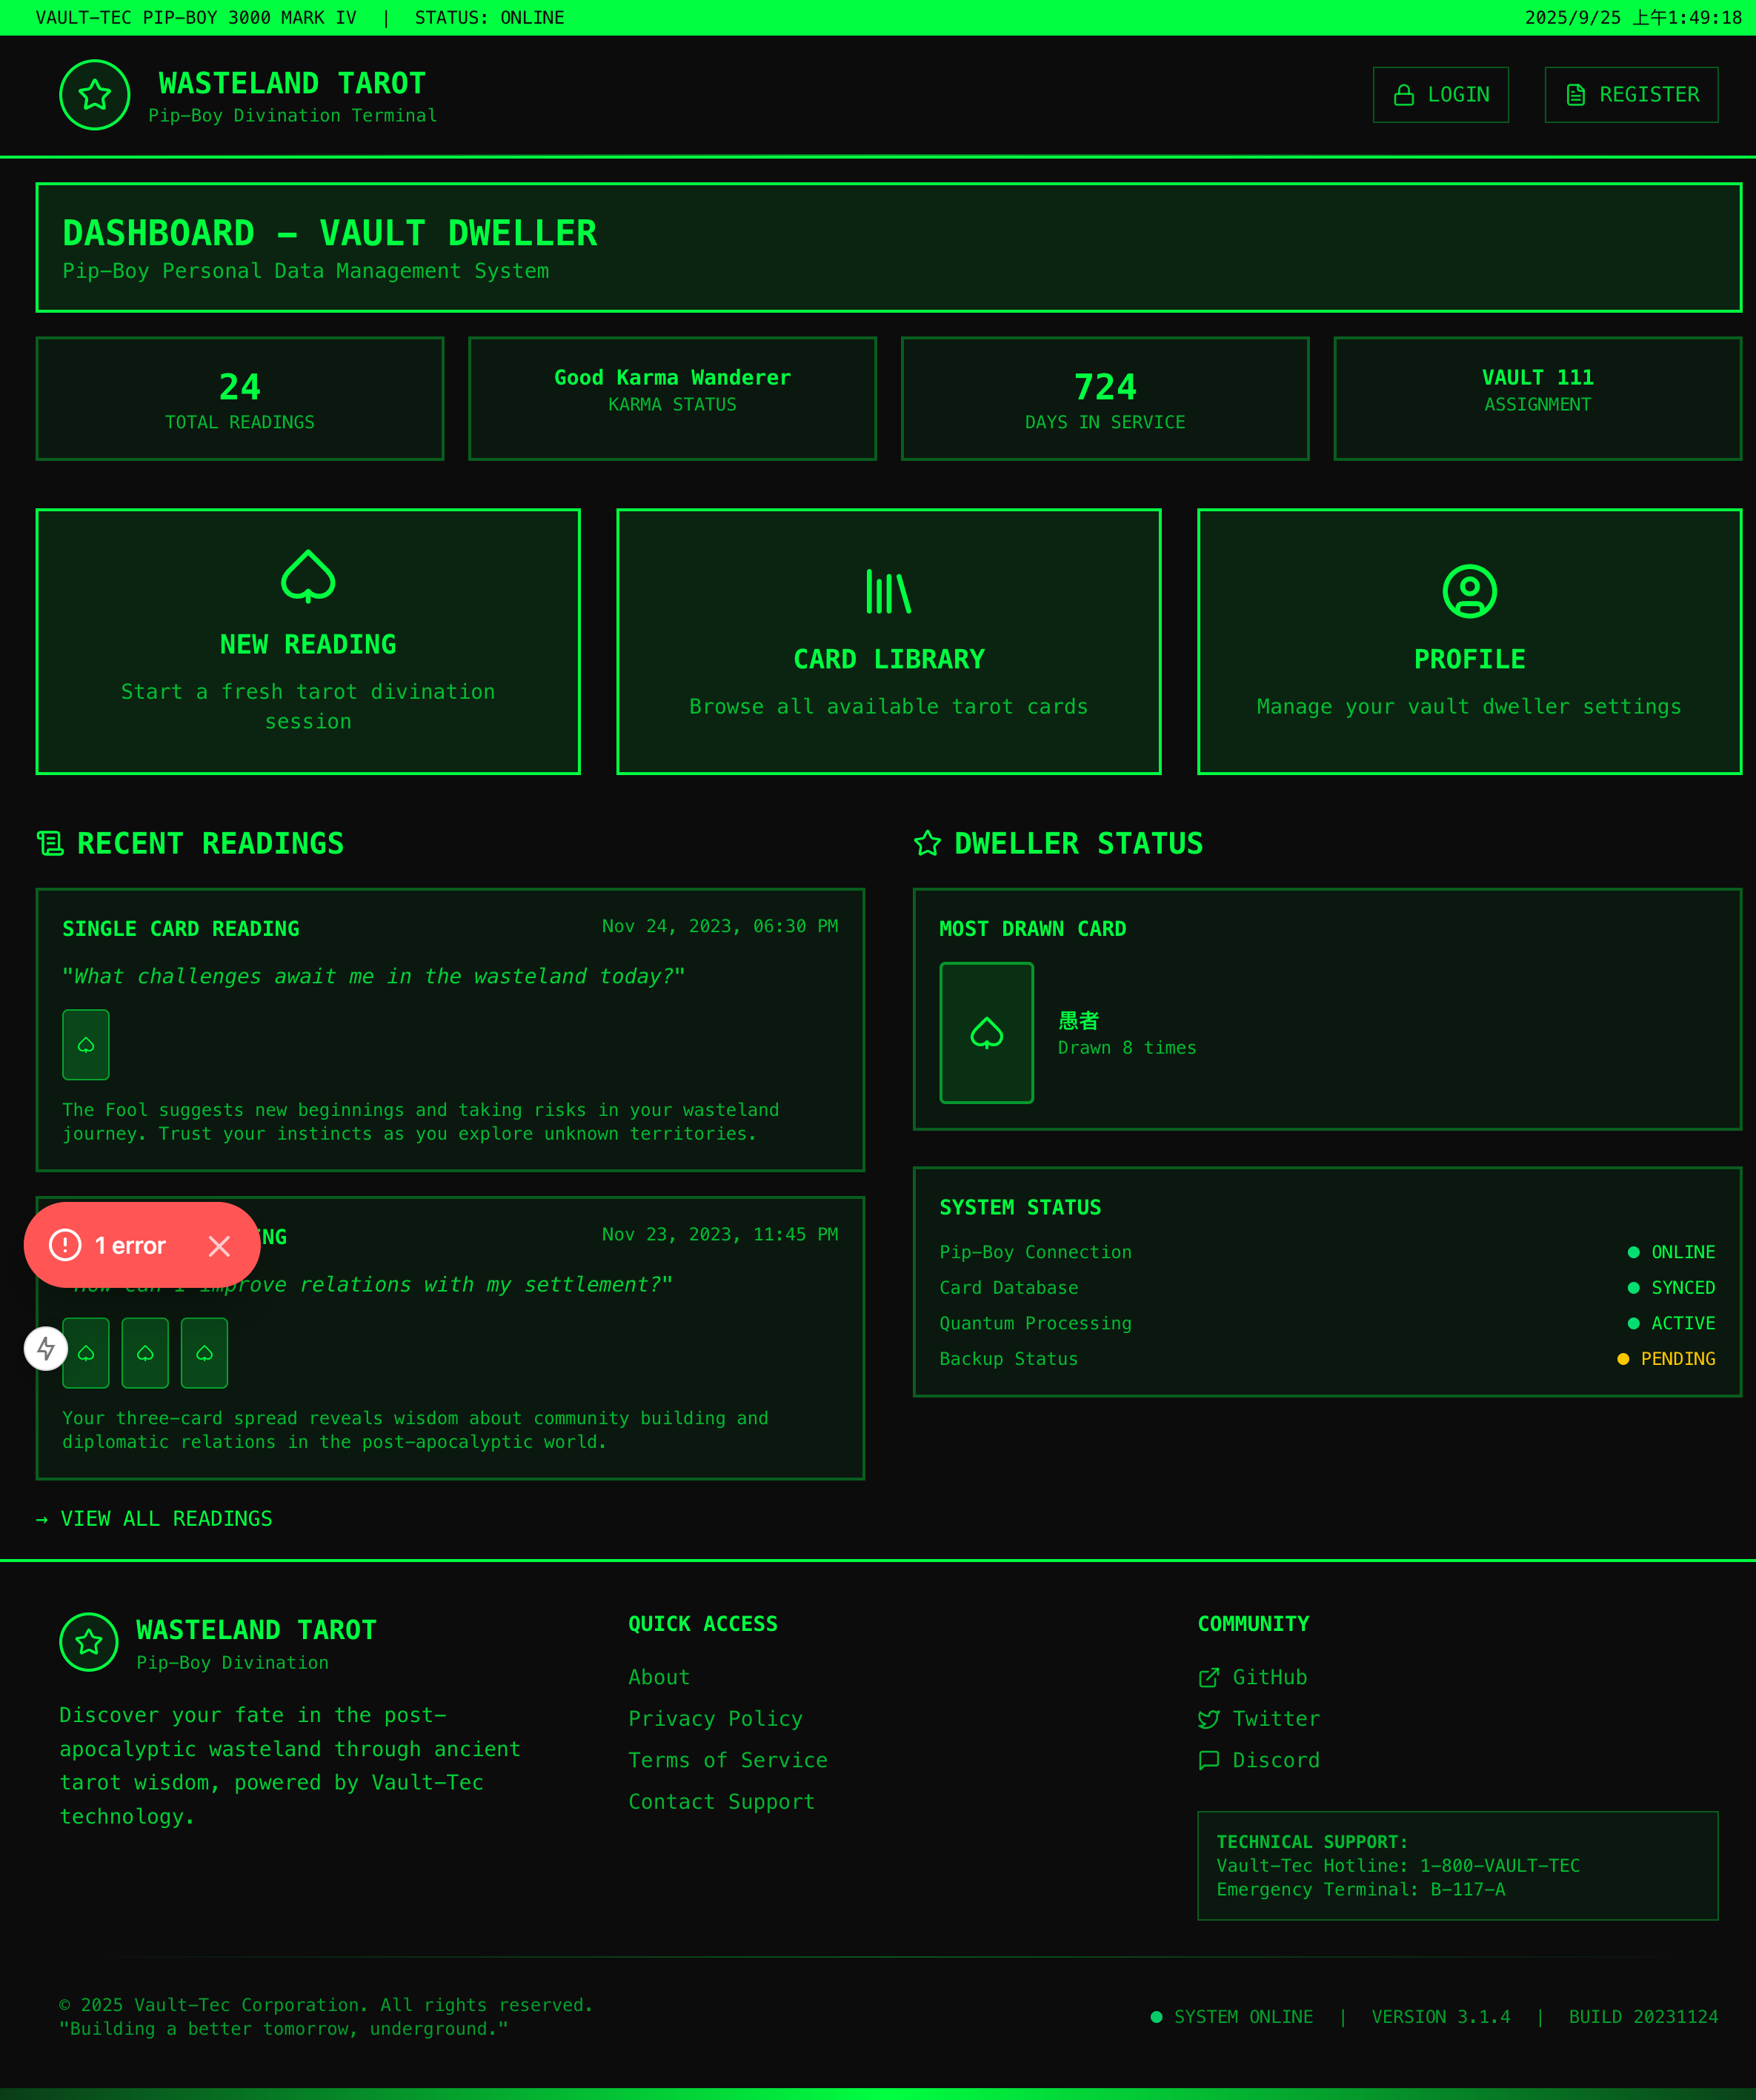 VAULT-TEC PIP-BOY 3000 MARK IV | STATUS: ONLINE
2025/9/25 上午1:49:18
WASTELAND TAROT
Pip-Boy Divination Terminal
LOGIN
REGISTER
DASHBOARD - VAULT DWELLER
Pip-Boy Personal Data Management System
24
TOTAL READINGS
Good Karma Wanderer
KARMA STATUS
724
DAYS IN SERVICE
VAULT 111
ASSIGNMENT
NEW READING
Start a fresh tarot divination
session
CARD LIBRARY
Browse all available tarot cards
PROFILE
Manage your vault dweller settings
RECENT READINGS
SINGLE CARD READING
Nov 24, 2023, 06:30 PM
"What challenges await me in the wasteland today?"
The Fool suggests new beginnings and taking risks in your wasteland
journey. Trust your instincts as you explore unknown territories.
1 error
NG
Nov 23, 2023, 11:45 PM
"How can I improve relations with my settlement?"
Your three-card spread reveals wisdom about community building and
diplomatic relations in the post-apocalyptic world.
→ VIEW ALL READINGS
DWELLER STATUS
MOST DRAWN CARD
愚者
Drawn 8 times
SYSTEM STATUS
Pip-Boy Connection
ONLINE
Card Database
SYNCED
Quantum Processing
ACTIVE
Backup Status
PENDING
WASTELAND TAROT
Pip-Boy Divination
Discover your fate in the post-
apocalyptic wasteland through ancient
tarot wisdom, powered by Vault-Tec
technology.
QUICK ACCESS
About
Privacy Policy
Terms of Service
Contact Support
COMMUNITY
GitHub
Twitter
Discord
TECHNICAL SUPPORT:
Vault-Tec Hotline: 1-800-VAULT-TEC
Emergency Terminal: B-117-A
© 2025 Vault-Tec Corporation. All rights reserved.
"Building a better tomorrow, underground."
SYSTEM ONLINE | VERSION 3.1.4 | BUILD 20231124